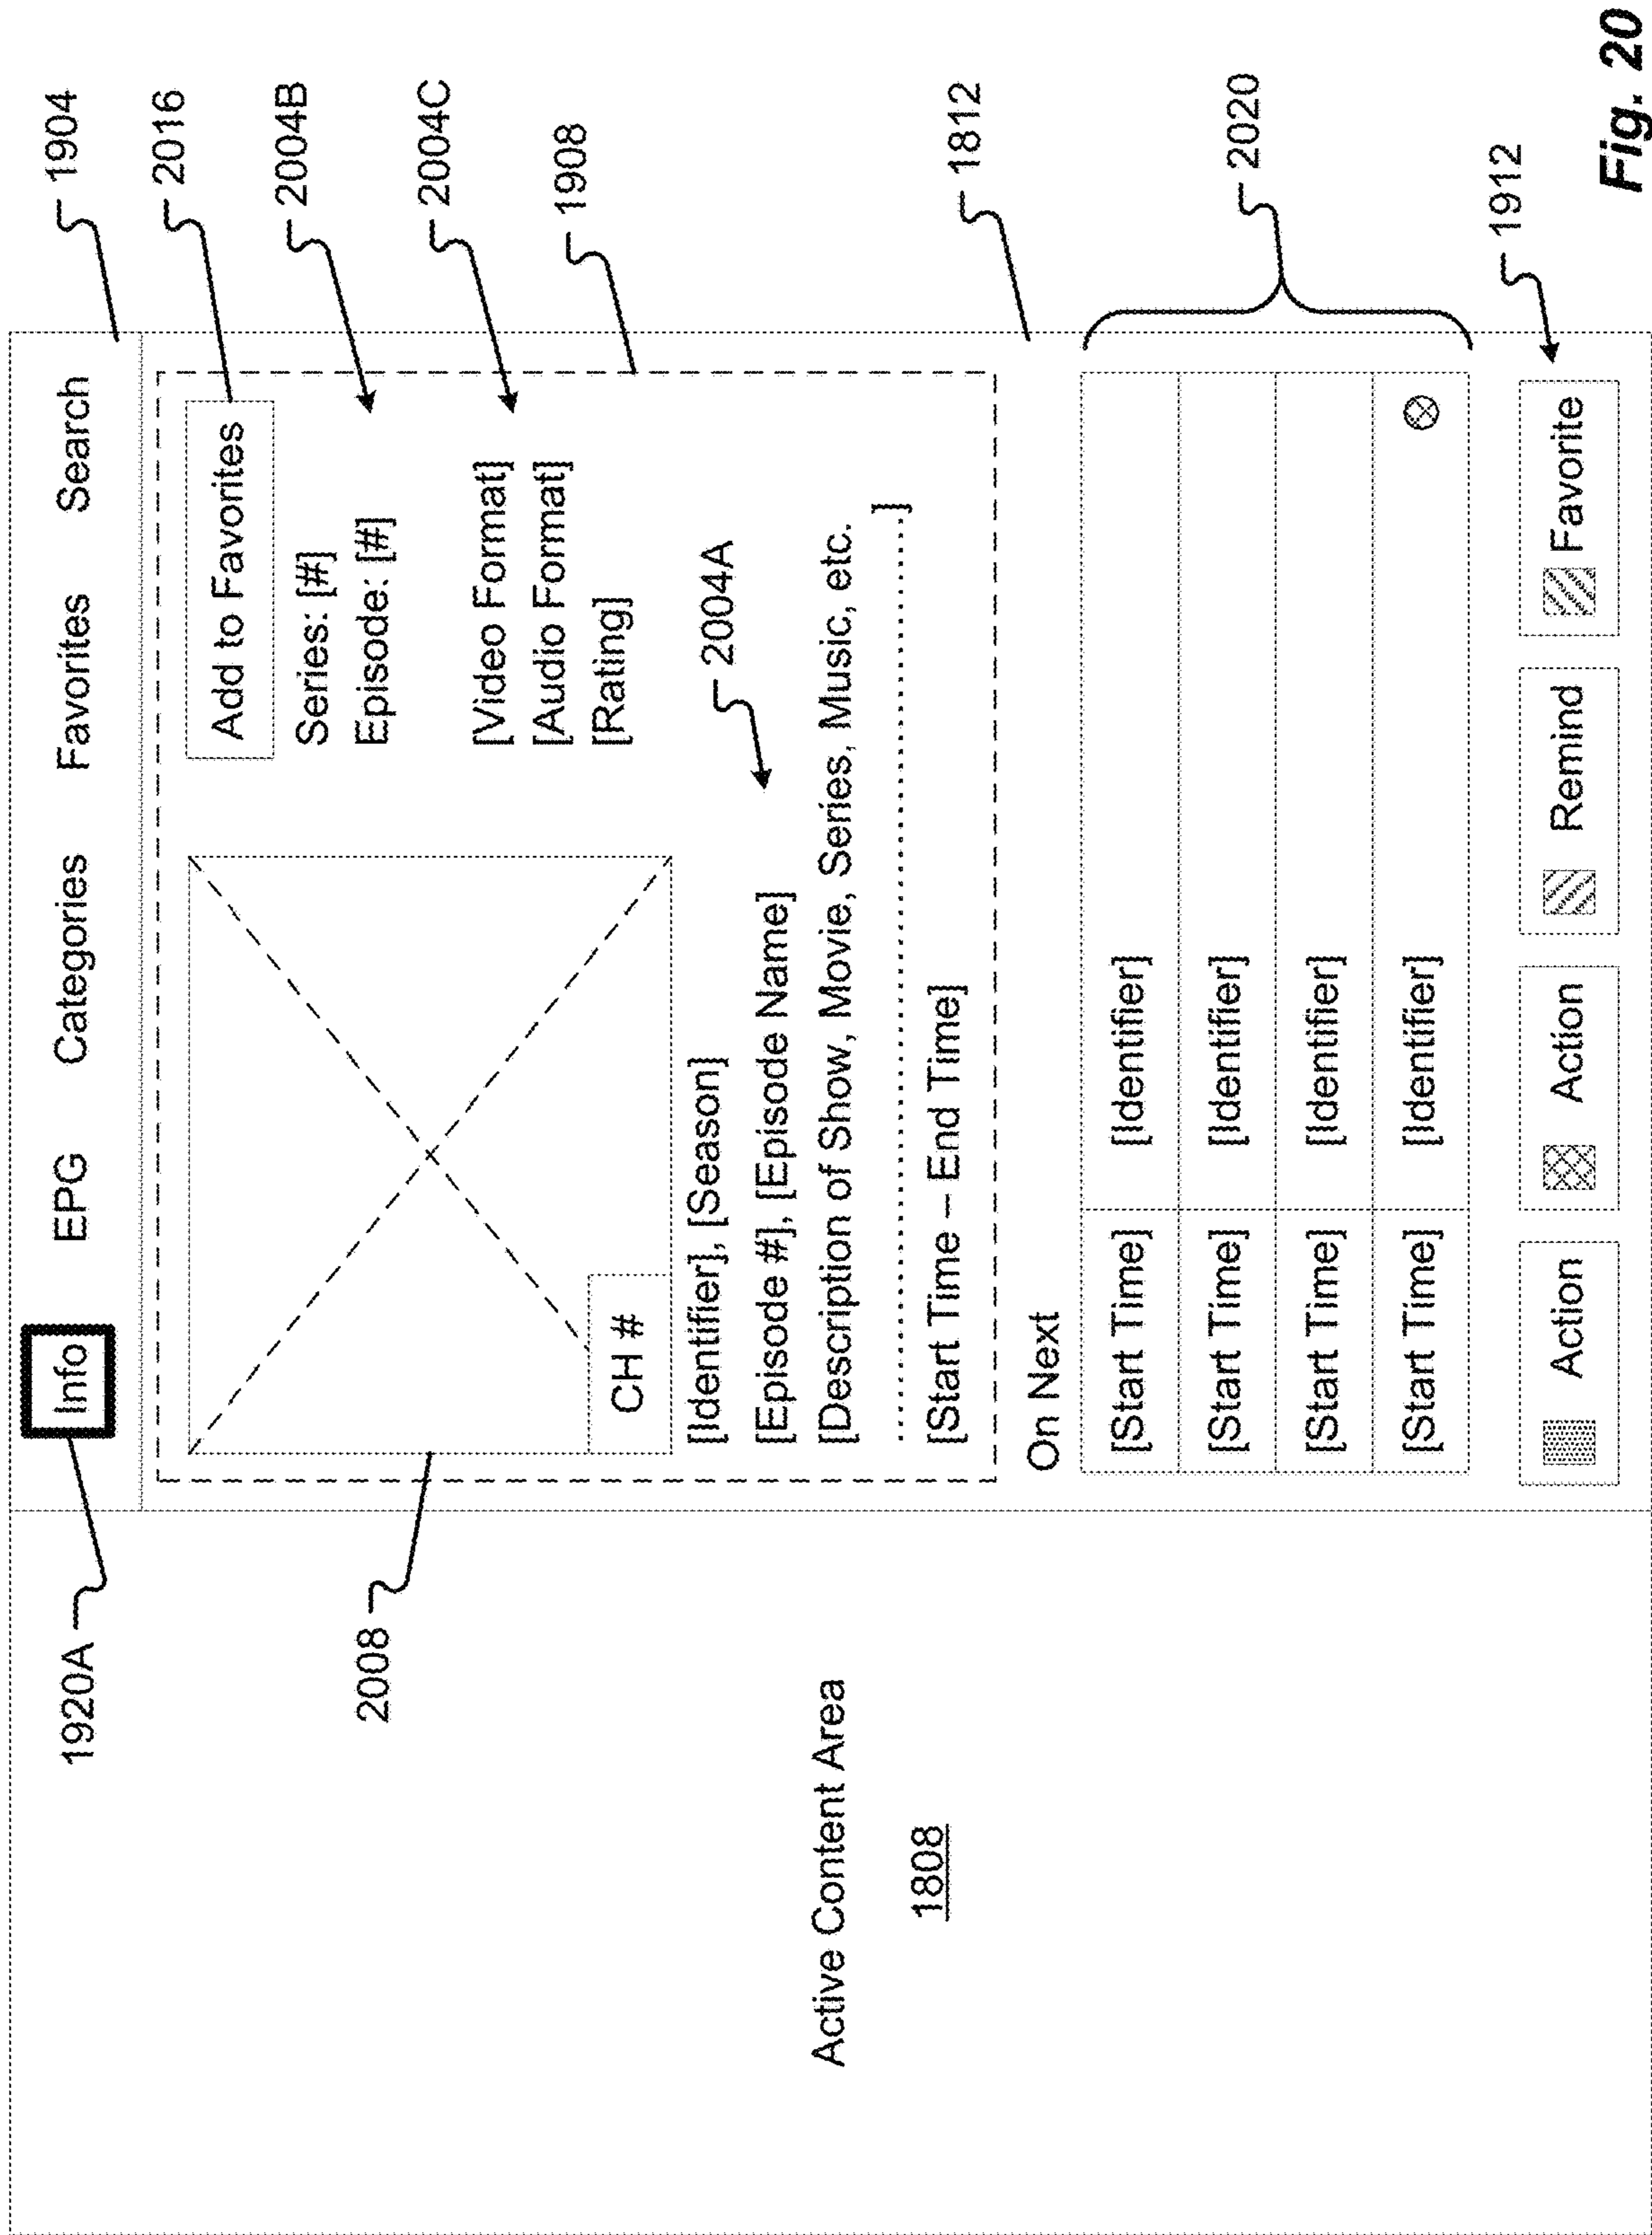 1920A
Info EPG Categories Favorites Search
1904
2016
Add to Favorites
2008
Series: [#]
Episode: [#]
2004B
[Video Format]
[Audio Format]
[Rating]
2004C
1908
CH #
2004A
[Identifier], [Season]
[Episode #], [Episode Name]
[Description of Show, Movie, Series, Music, etc.
]
[Start Time – End Time]
Active Content Area
1808
1812
On Next
[Start Time] [Identifier]
[Start Time] [Identifier]
[Start Time] [Identifier]
[Start Time] [Identifier]
2020
Action Action Remind Favorite
1912
Fig. 20